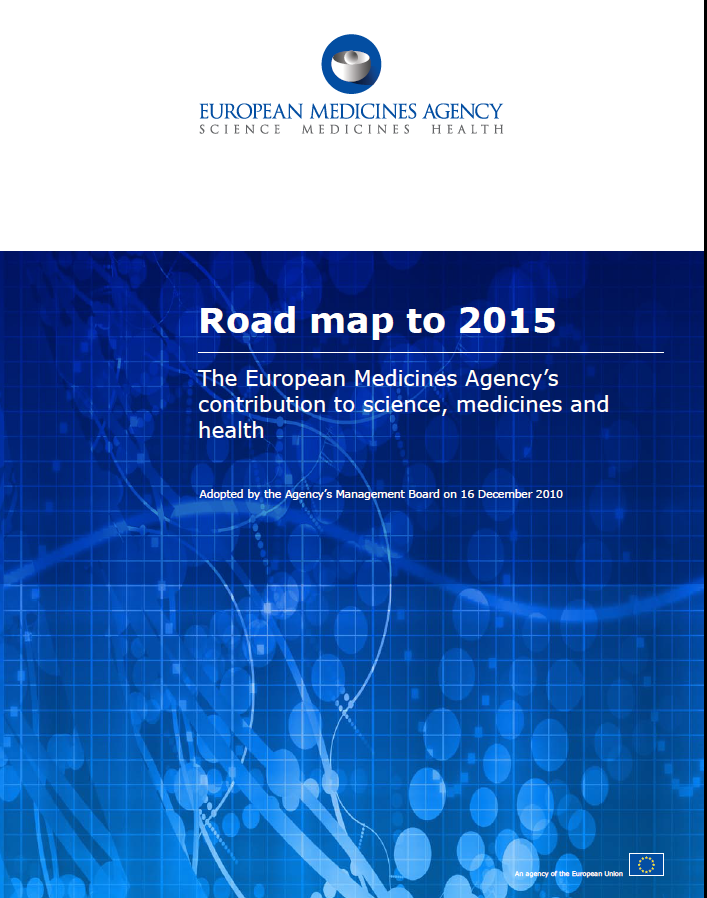 EUROPEAN MEDICINES AGENCY
SCIENCE MEDICINES HEALTH
Road map to 2015
The European Medicines Agency’s
contribution to science, medicines and
health
Adopted by the Agency’s Management Board on 16 December 2010
An agency of the European Union